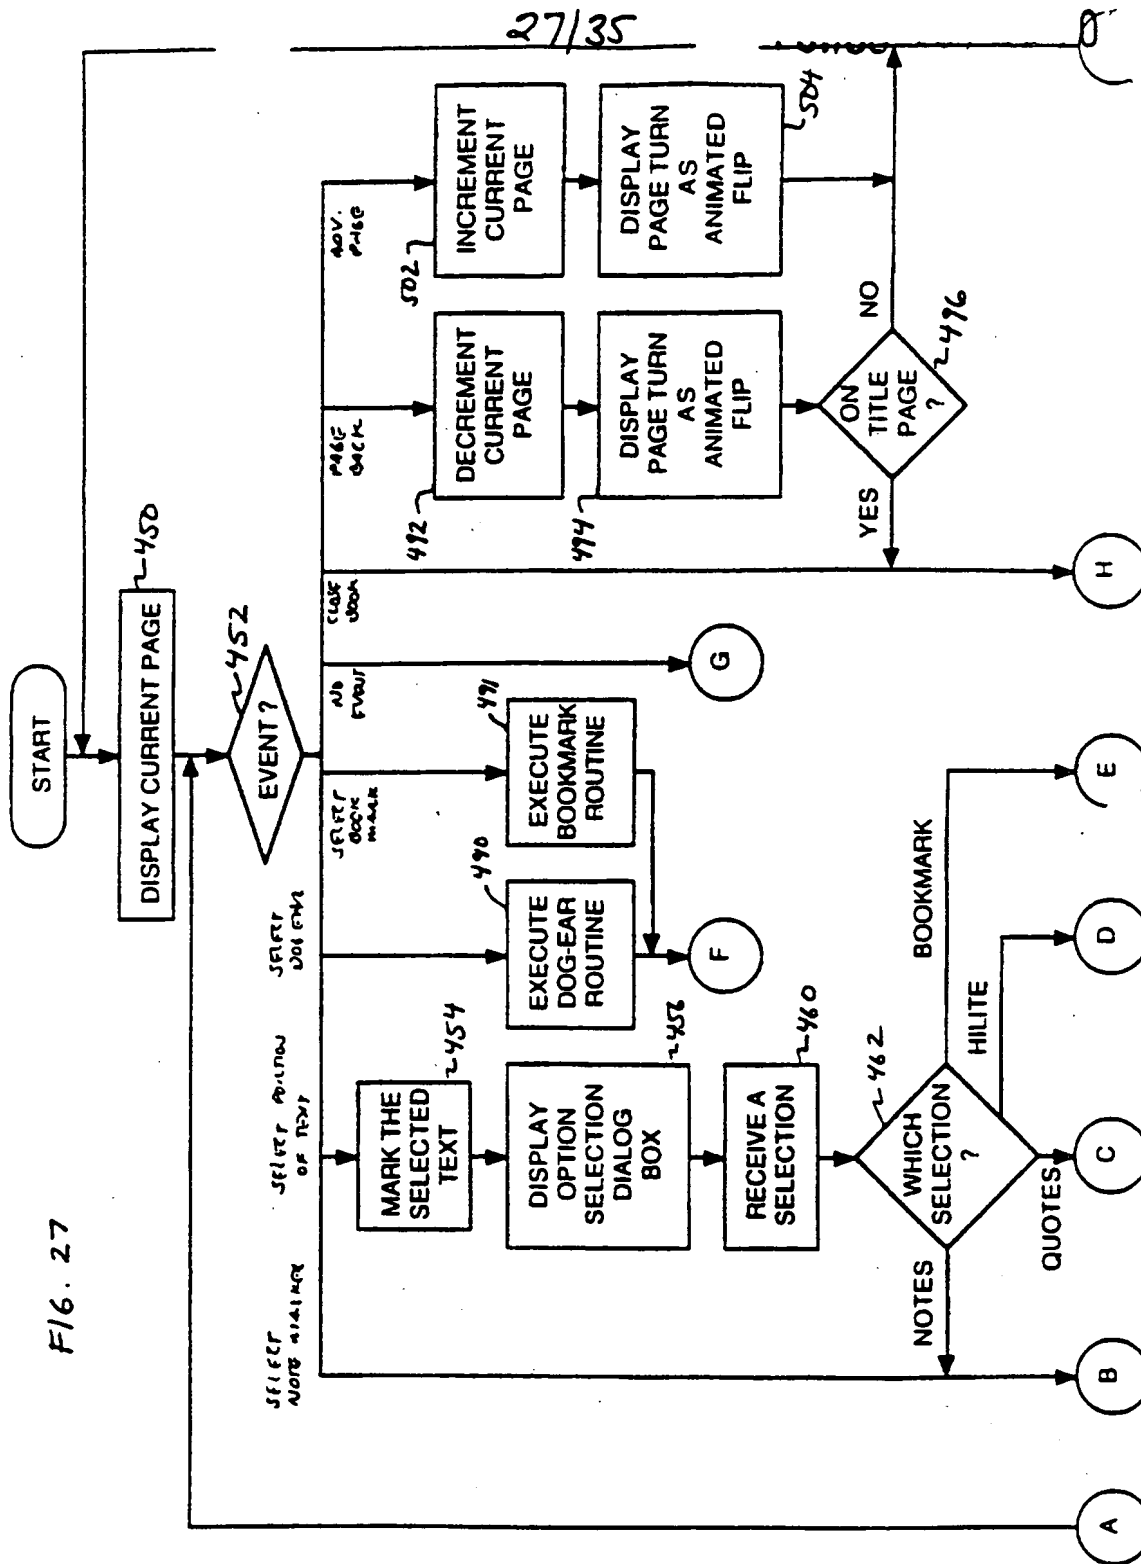 27/35
FIG. 27
START
DISPLAY CURRENT PAGE
450
EVENT?
452
SELECT
NOTE MARKER
SELECT PORTION
OF TEXT
SELECT
DOG EAR
SELECT
BOOK
MARK
NO
EVENT
CLOSE
BOOK
PAGE
BACK
ADV.
PAGE
MARK THE
SELECTED
TEXT
454
DISPLAY
OPTION
SELECTION
DIALOG
BOX
456
RECEIVE A
SELECTION
460
WHICH
SELECTION
?
462
NOTES
QUOTES
HILITE
BOOKMARK
EXECUTE
DOG-EAR
ROUTINE
490
EXECUTE
BOOKMARK
ROUTINE
491
DECREMENT
CURRENT
PAGE
492
DISPLAY
PAGE TURN
AS
ANIMATED
FLIP
494
ON
TITLE
PAGE
?
496
YES
NO
INCREMENT
CURRENT
PAGE
502
DISPLAY
PAGE TURN
AS
ANIMATED
FLIP
504
A
B
C
D
E
F
G
H